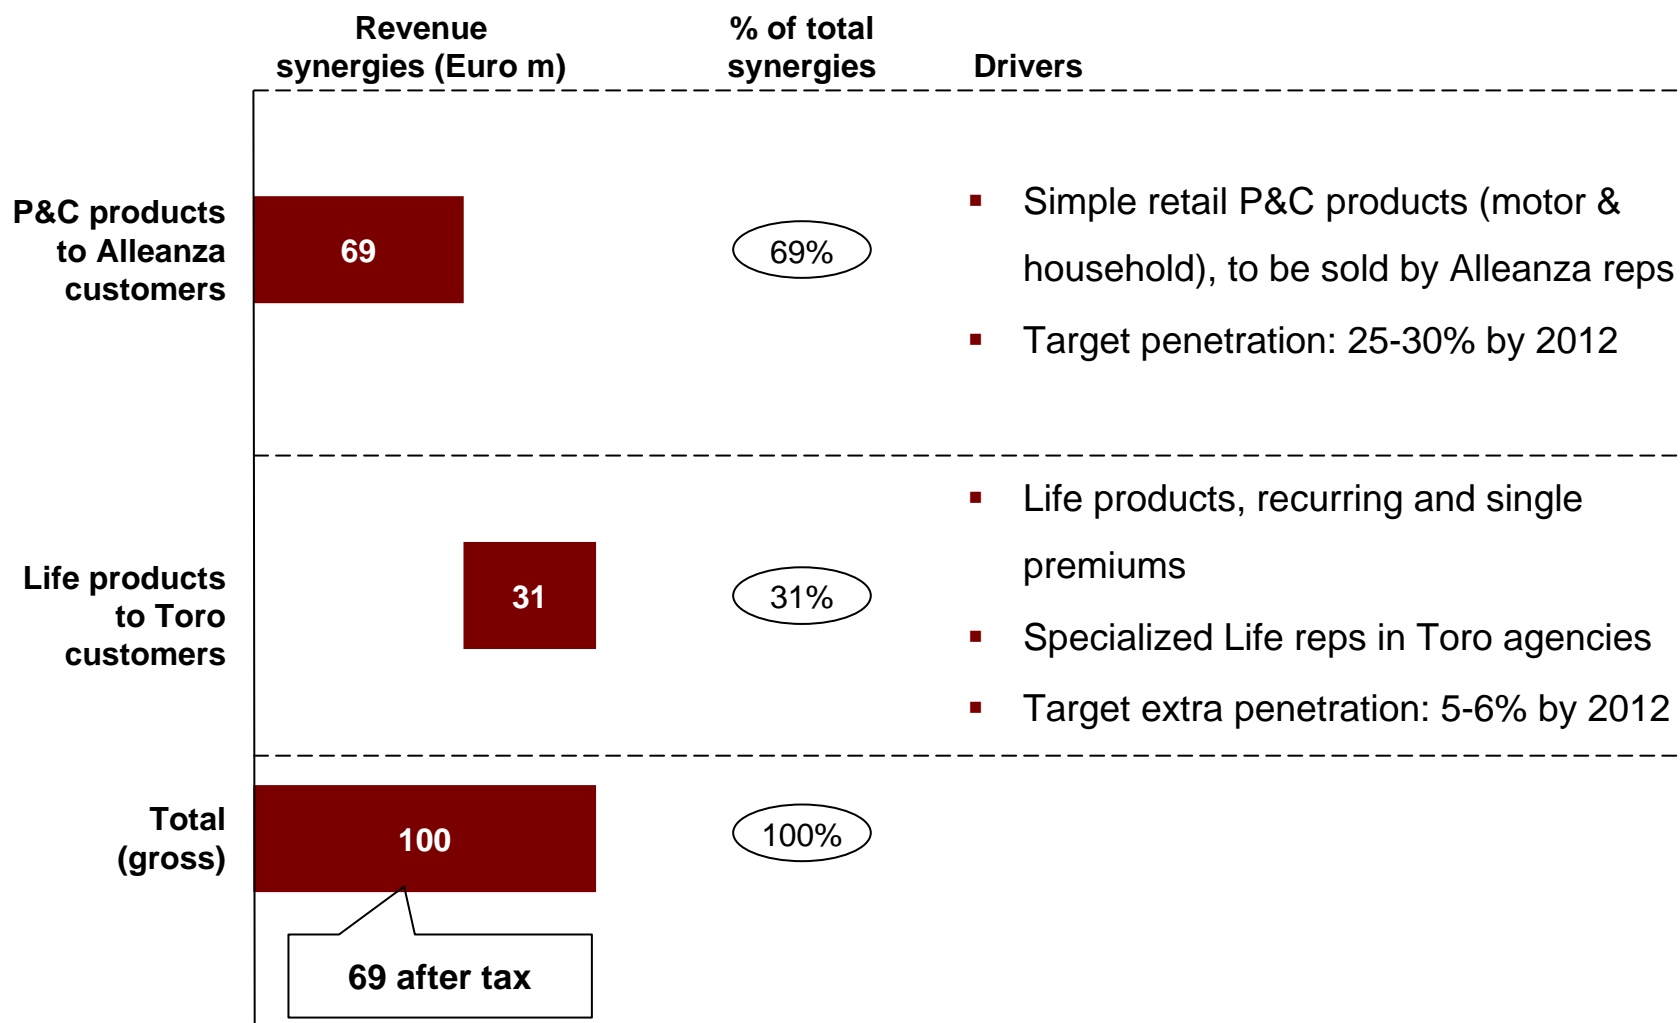 Revenue
synergies (Euro m)
% of total
synergies
Drivers
P&C products
to Alleanza
customers
69
69%
▪ Simple retail P&C products (motor &
household), to be sold by Alleanza reps
▪ Target penetration: 25-30% by 2012
Life products
to Toro
customers
31
31%
▪ Life products, recurring and single
premiums
▪ Specialized Life reps in Toro agencies
▪ Target extra penetration: 5-6% by 2012
Total
(gross)
100
100%
69 after tax